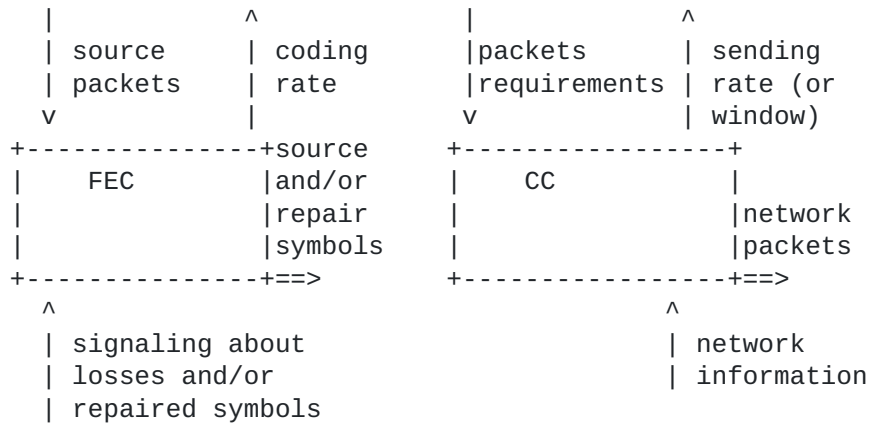 |            ^             |             ^
  | source     | coding      |packets      | sending
  | packets    | rate        |requirements | rate (or
  v            |             v             | window)
+---------------+source     +-----------------+
|     FEC       |and/or     |    CC           |
|               |repair     |                 |network
|               |symbols    |                 |packets
+---------------+==>        +-----------------+==>
  ^                                       ^
  | signaling about                       | network
  | losses and/or                         | information
  | repaired symbols